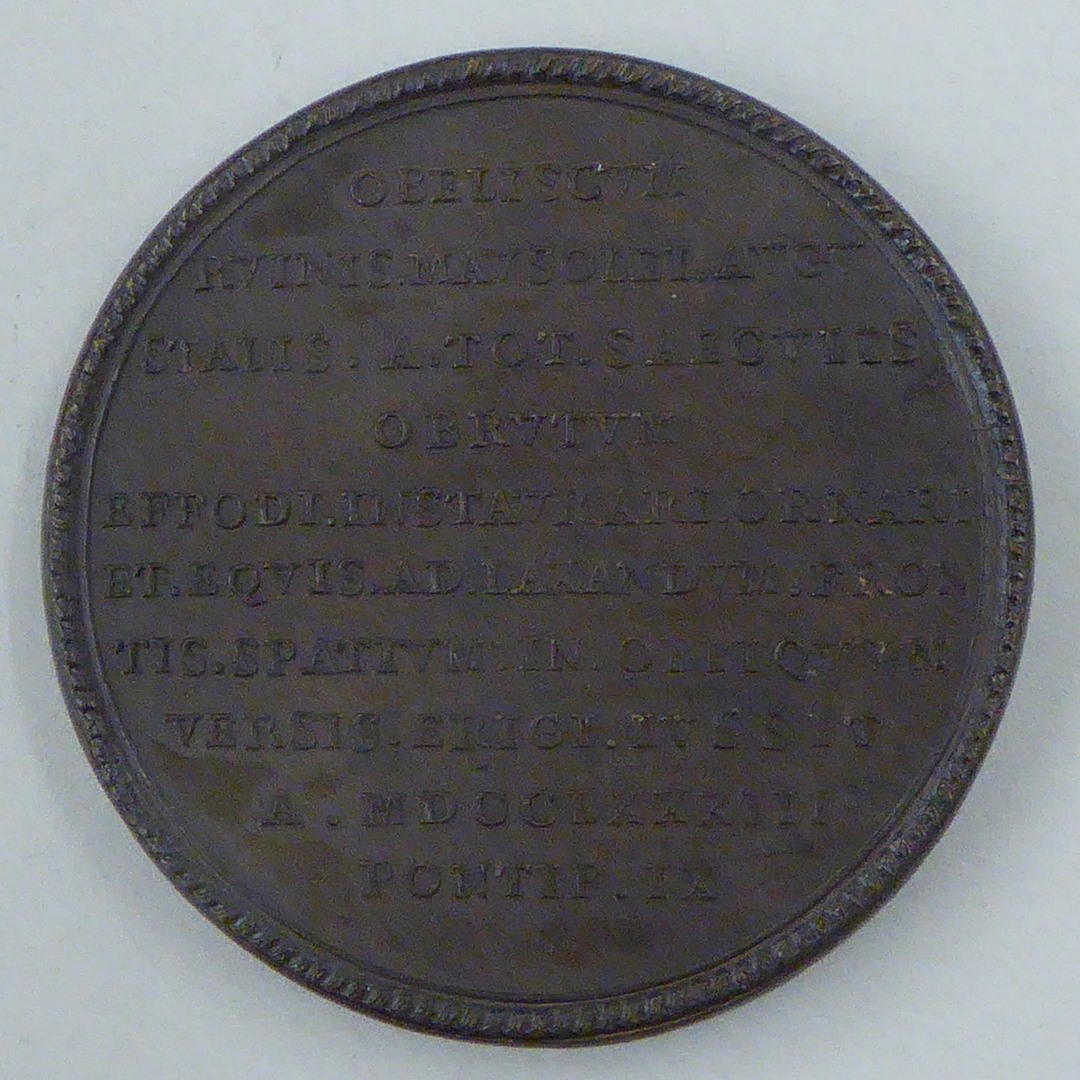 OBELISCVM
RVINIS.MAVSOLEI.AVGV
STALIS.A.TOT.SAECVLIS
OBRVTVM
EFFODI.INSTAVRARI.ORNARI
ET.EQVIS.AD.LAXANDVM.FRON
TIS.SPATIVM.IN.OBLIQVVM
VERSIS.ERIGI.IVSSIT
A.MDCCLXXXIII
PONTIF.IX